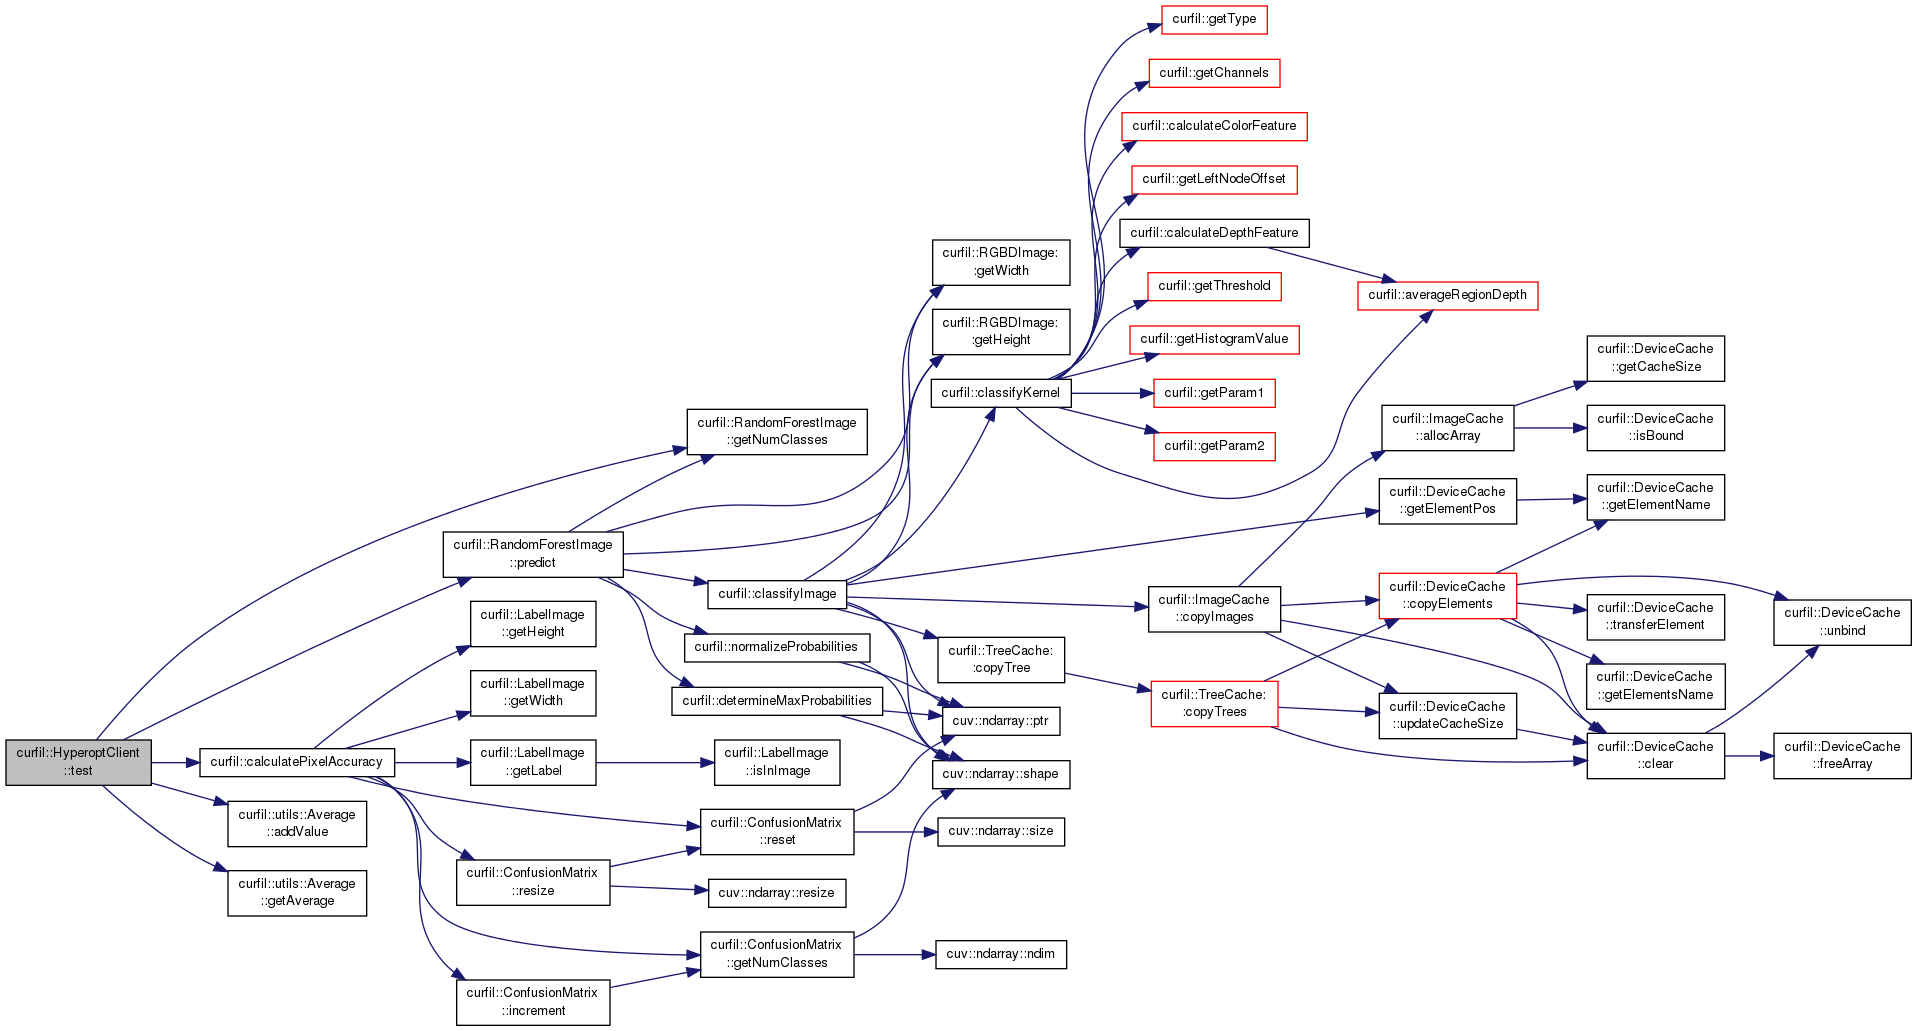 curfil::HyperoptClient
::test
curfil::RandomForestImage
::getNumClasses
curfil::RandomForestImage
::predict
curfil::LabelImage
::getHeight
curfil::LabelImage
::getWidth
curfil::calculatePixelAccuracy
curfil::LabelImage
::getLabel
curfil::LabelImage
::isInImage
curfil::utils::Average
::addValue
curfil::utils::Average
::getAverage
curfil::ConfusionMatrix
::resize
curfil::ConfusionMatrix
::increment
curfil::ConfusionMatrix
::reset
cuv::ndarray::resize
curfil::ConfusionMatrix
::getNumClasses
curfil::classifyImage
curfil::normalizeProbabilities
curfil::determineMaxProbabilities
curfil::RGBDImage:
:getWidth
curfil::RGBDImage:
:getHeight
curfil::classifyKernel
curfil::TreeCache:
:copyTree
cuv::ndarray::ptr
cuv::ndarray::shape
cuv::ndarray::size
cuv::ndarray::ndim
curfil::getType
curfil::getChannels
curfil::calculateColorFeature
curfil::getLeftNodeOffset
curfil::calculateDepthFeature
curfil::getThreshold
curfil::getHistogramValue
curfil::getParam1
curfil::getParam2
curfil::averageRegionDepth
curfil::ImageCache
::copyImages
curfil::TreeCache:
:copyTrees
curfil::ImageCache
::allocArray
curfil::DeviceCache
::getElementPos
curfil::DeviceCache
::copyElements
curfil::DeviceCache
::updateCacheSize
curfil::DeviceCache
::getCacheSize
curfil::DeviceCache
::isBound
curfil::DeviceCache
::getElementName
curfil::DeviceCache
::transferElement
curfil::DeviceCache
::getElementsName
curfil::DeviceCache
::clear
curfil::DeviceCache
::unbind
curfil::DeviceCache
::freeArray